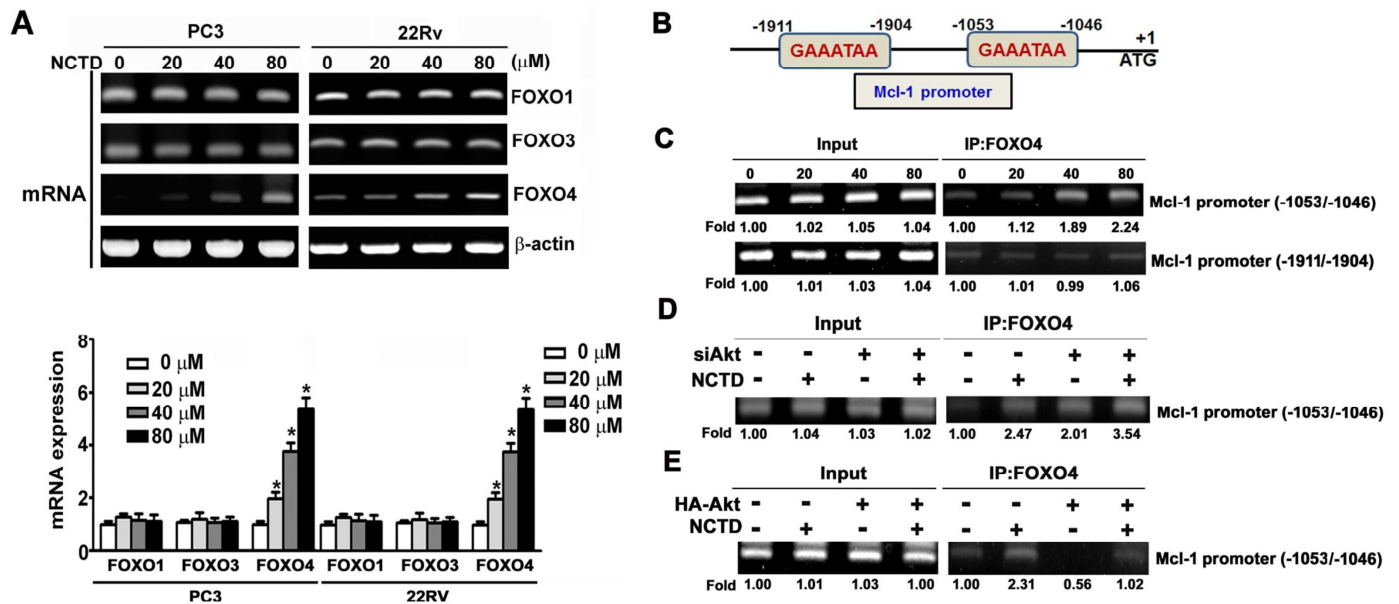 A
PC3 22Rv
NCTD 0 20 40 80 0 20 40 80 (μM)
FOXO1
FOXO3
mRNA FOXO4
β-actin
mRNA expression
8
6
4
2
0
0 μM
20 μM
40 μM
80 μM
0 μM
20 μM
40 μM
80 μM
* * * * * *
FOXO1 FOXO3 FOXO4 FOXO1 FOXO3 FOXO4
PC3 22RV
B
-1911 -1904 -1053 -1046
GAAATAA GAAATAA +1
ATG
Mcl-1 promoter
C
Input IP:FOXO4
0 20 40 80 0 20 40 80
Mcl-1 promoter (-1053/-1046)
Fold 1.00 1.02 1.05 1.04 1.00 1.12 1.89 2.24
Mcl-1 promoter (-1911/-1904)
Fold 1.00 1.01 1.03 1.04 1.00 1.01 0.99 1.06
D
Input IP:FOXO4
siAkt - - + + - - + +
NCTD - + - + - + - +
Mcl-1 promoter (-1053/-1046)
Fold 1.00 1.04 1.03 1.02 1.00 2.47 2.01 3.54
E
Input IP:FOXO4
HA-Akt - - + + - - + +
NCTD - + - + - + - +
Mcl-1 promoter (-1053/-1046)
Fold 1.00 1.01 1.03 1.00 1.00 2.31 0.56 1.02